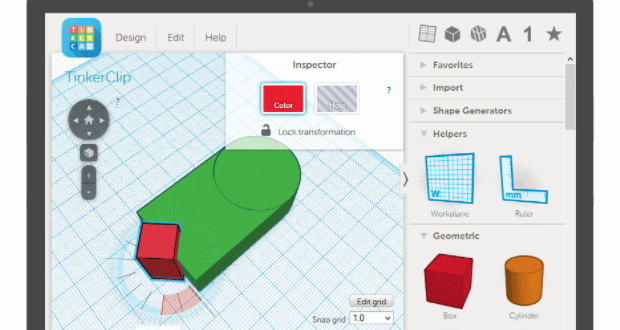 TIN
KER
CAD
Design
Edit
Help
A 1
TinkerClip
?
Inspector
Color
Hole
?
Lock transformation
Favorites
Import
Shape Generators
Helpers
W
mm
Workplane
Ruler
Geometric
Box
Cylinder
+
-
Edit grid
Snap grid 1.0